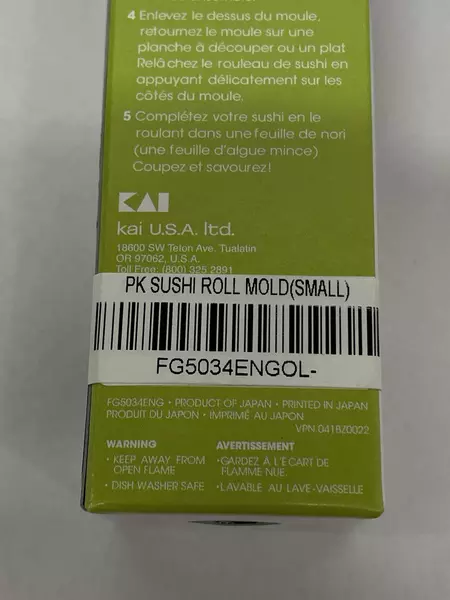 4 Enlevez le dessus du moule,
retournez le moule sur une
planche à découper ou un plat
Relâchez le rouleau de sushi en
appuyant délicatement sur les
côtés du moule.
5 Complétez votre sushi en le
roulant dans une feuille de nori
(une feuille d'algue mince)
Coupez et savourez!
KAI
kai U.S.A. ltd.
18600 SW Teton Ave. Tualatin
OR 97062, U.S.A.
Toll Free: (800) 325 2891
PK SUSHI ROLL MOLD(SMALL)
FG5034ENGOL-
FG5034ENG • PRODUCT OF JAPAN • PRINTED IN JAPAN
PRODUIT DU JAPON • IMPRIMÉ AU JAPON
VPN:041BZ0022
WARNING
• KEEP AWAY FROM
OPEN FLAME
• DISH WASHER SAFE
AVERTISSEMENT
• GARDEZ À L'ÉCART DE
FLAMME NUE
• LAVABLE AU LAVE-VAISSELLE